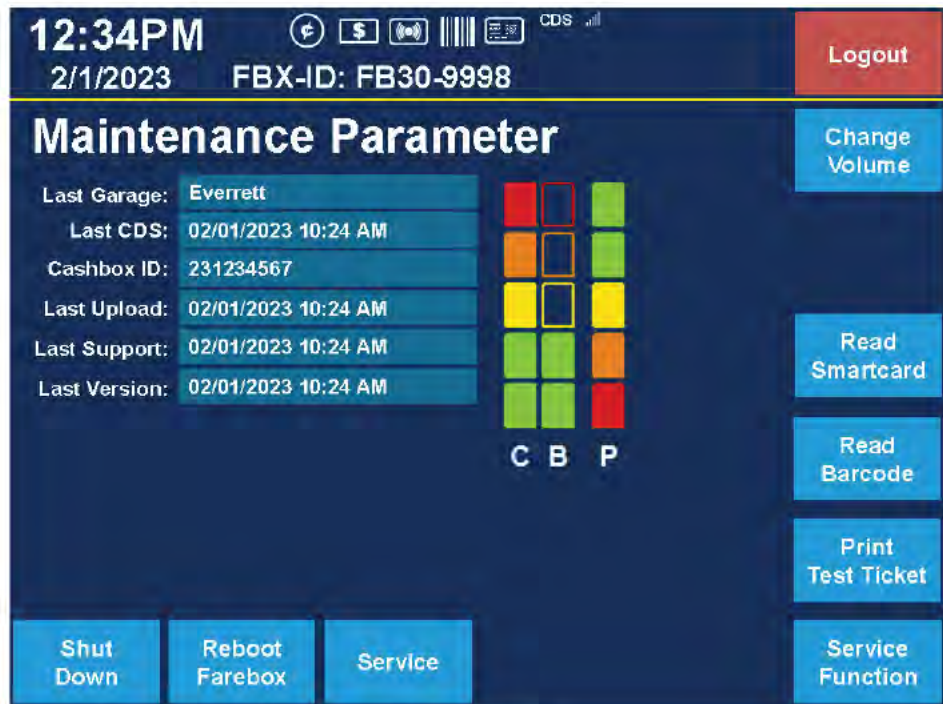 12:34PM
¢ $ CDS
2/1/2023 FBX-ID: FB30-9998
Logout
Maintenance Parameter
Change
Volume
Last Garage: Everrett
Last CDS: 02/01/2023 10:24 AM
Cashbox ID: 231234567
Last Upload: 02/01/2023 10:24 AM
Last Support: 02/01/2023 10:24 AM
Last Version: 02/01/2023 10:24 AM
C B P
Read
Smartcard
Read
Barcode
Print
Test Ticket
Shut
Down
Reboot
Farebox
Service
Service
Function